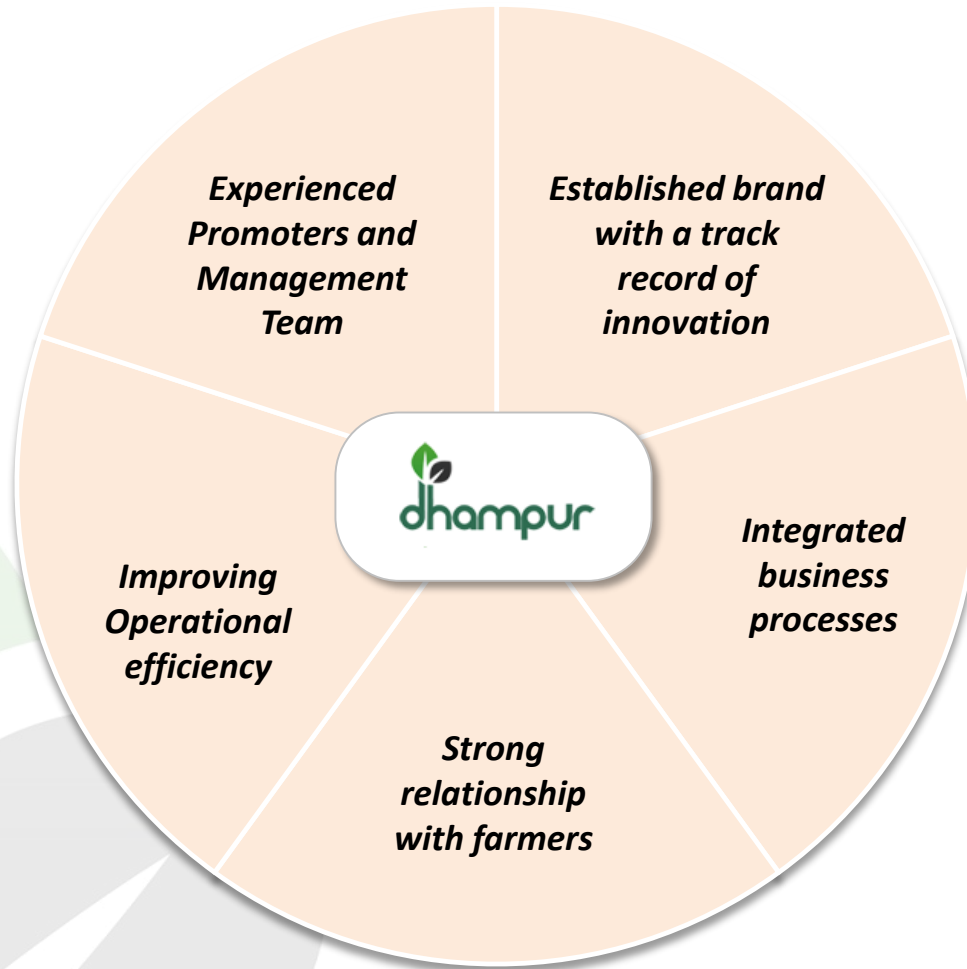 Experienced
Promoters and
Management
Team
Established brand
with a track
record of
innovation
dhampur
Integrated
business
processes
Improving
Operational
efficiency
Strong
relationship
with farmers